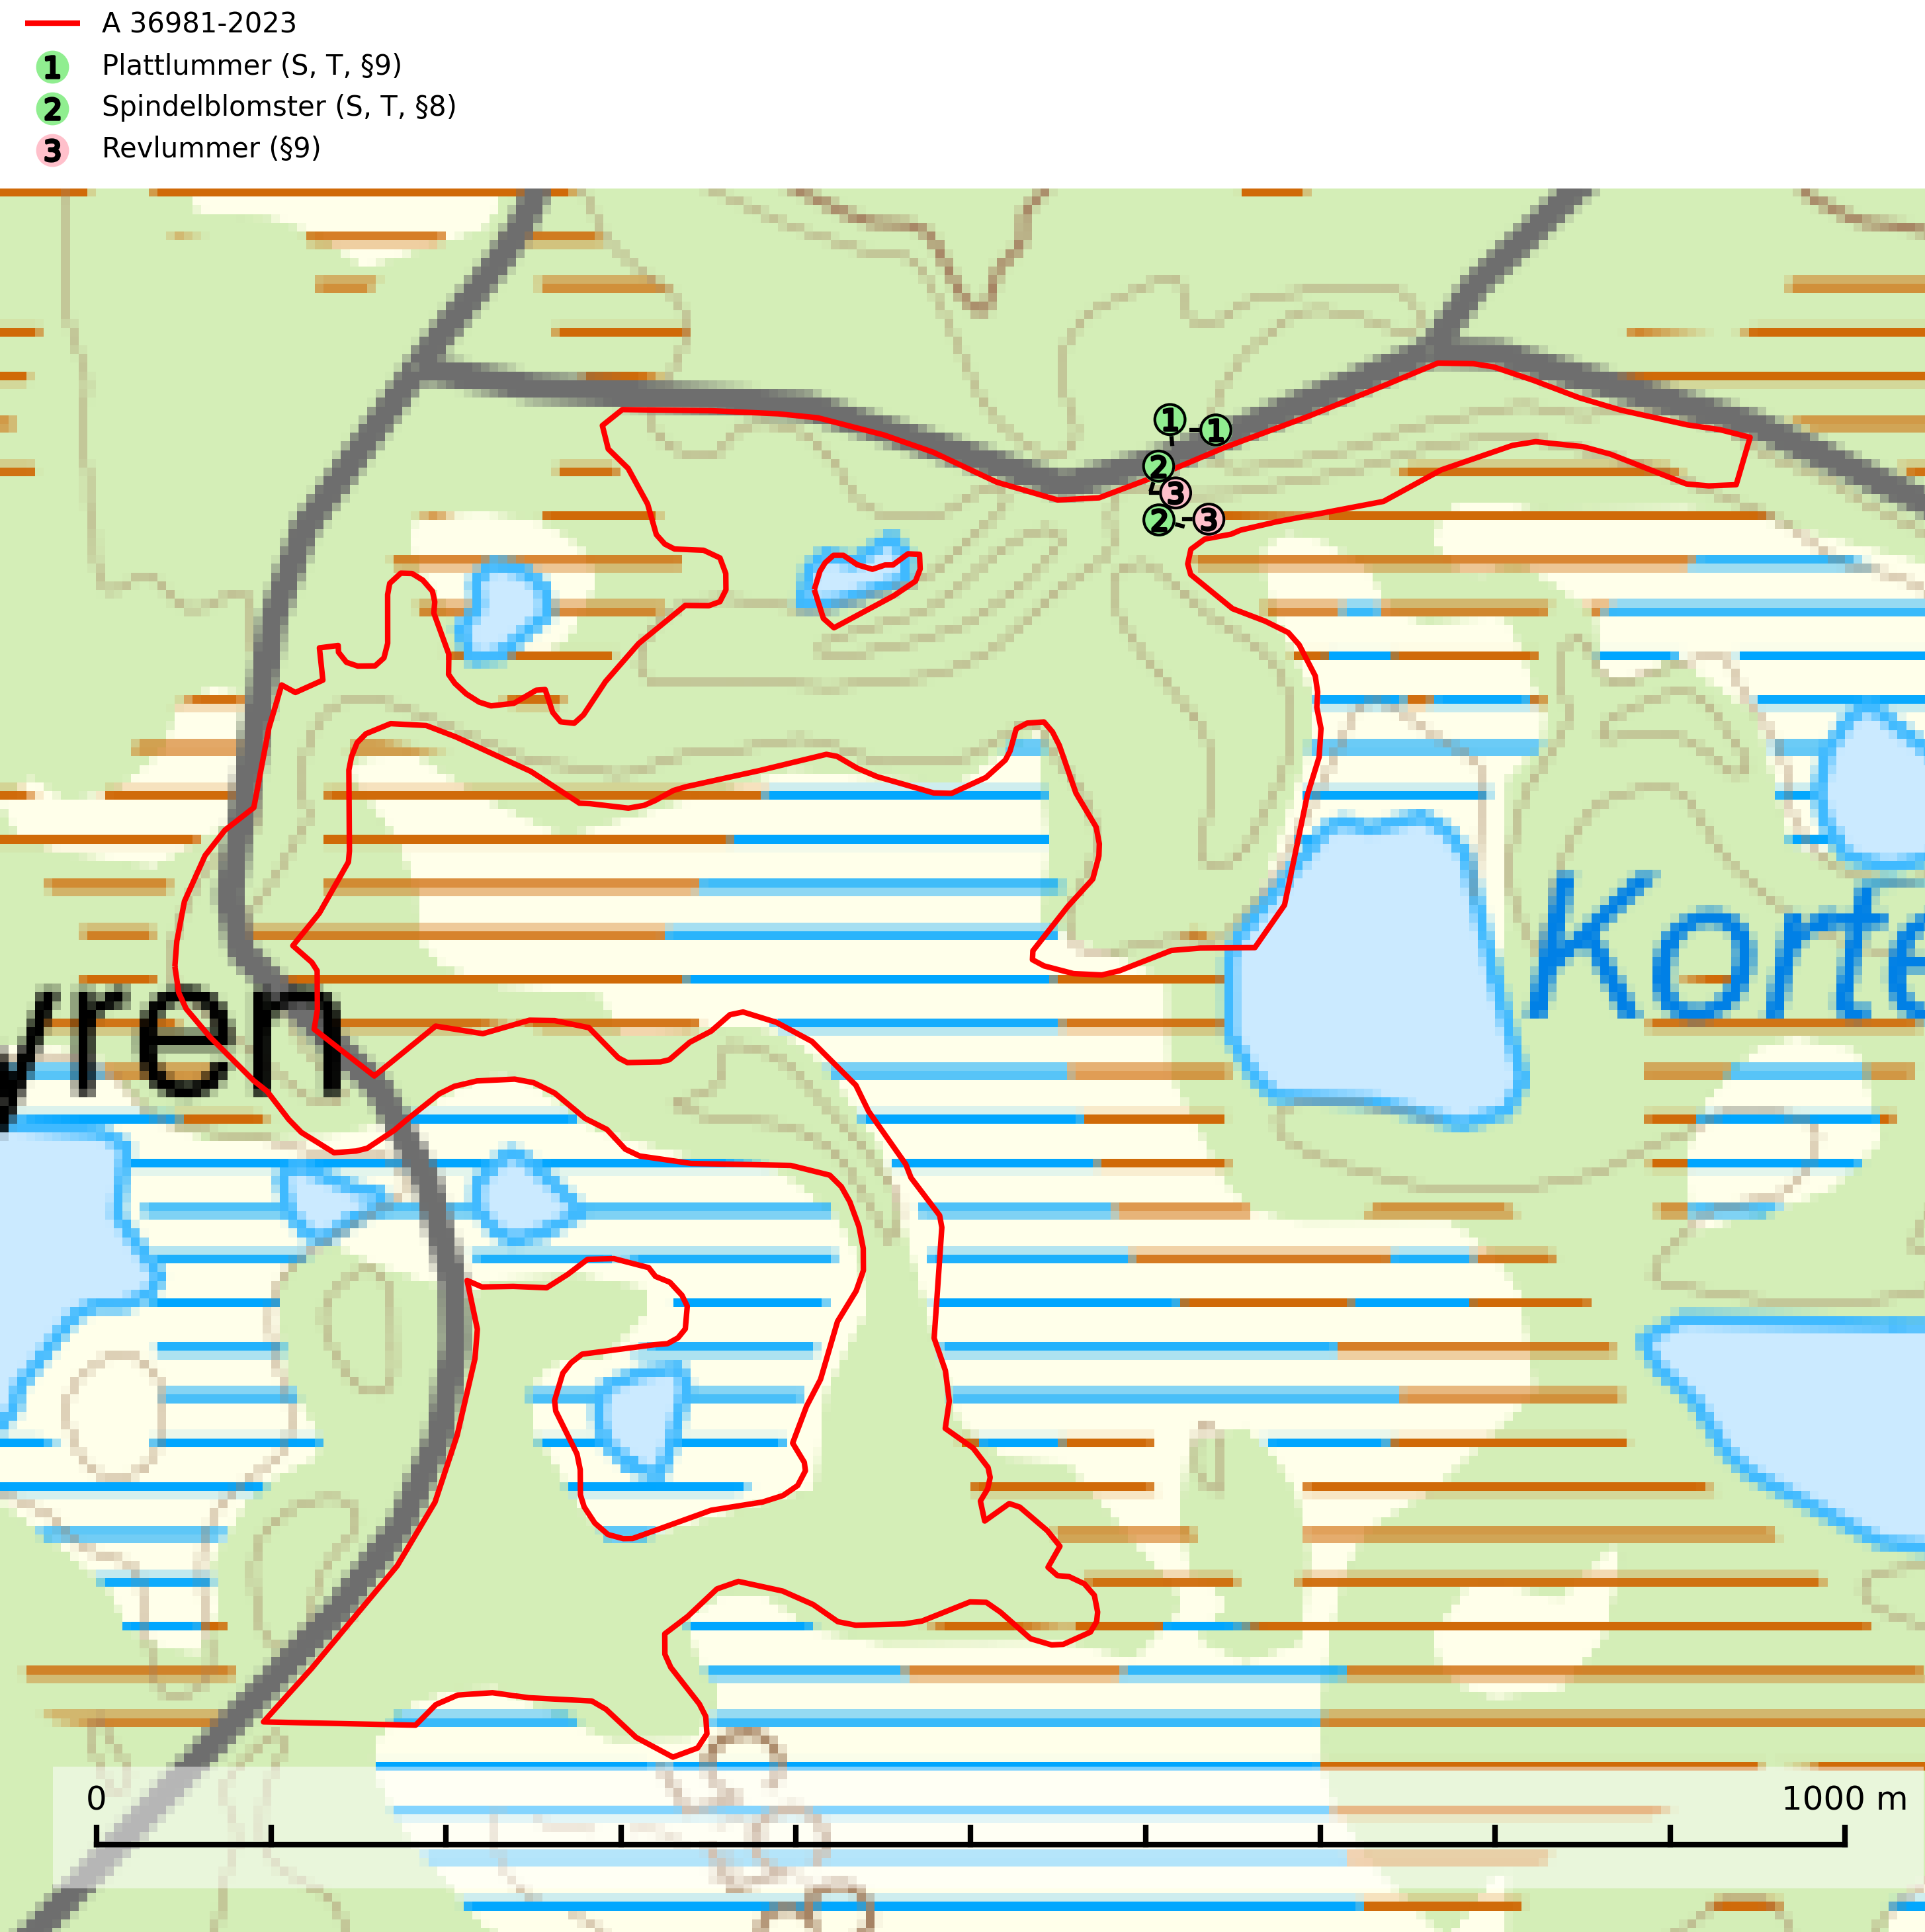 A 36981-2023
1 Plattlummer (S, T, §9)
2 Spindelblomster (S, T, §8)
3 Revlummer (§9)
1
1
2
3
2
3
Korte
vren
0
1000 m